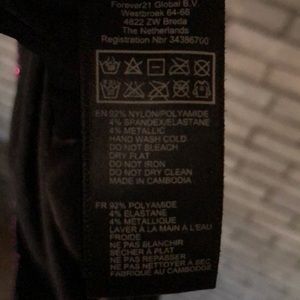 Forever21 Global B.V.
Westbroek 64-66
4822 ZW Breda
The Netherlands
Registration Nbr 34386700
EN 92% NYLON/POLYAMIDE
4% SPANDEX/ELASTANE
4% METALLIC
HAND WASH COLD
DO NOT BLEACH
DRY FLAT
DO NOT IRON
DO NOT DRY CLEAN
MADE IN CAMBODIA
FR 92% POLYAMIDE
4% ELASTANE
4% METALLIQUE
LAVER À LA MAIN À L'EAU
FROIDE
NE PAS BLANCHIR
SÉCHER À PLAT
NE PAS REPASSER
NE PAS NETTOYER À SEC
FABRIQUÉ AU CAMBODGE